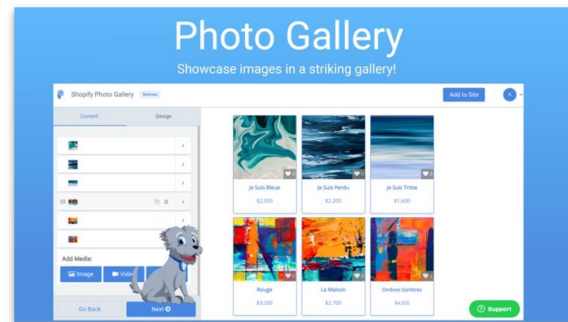 Photo Gallery
Showcase images in a striking gallery!
Shopify Photo Gallery Business
Add to Site
Content Design
Je Suis Bleue Je Suis Perdu Je Suis Triste
$2,500 $2,200 $1,600
Add Media:
Image Video
Rouge La Maison Ombres Sombres
$3,200 $2,700 $4,000
Go Back Next
Support